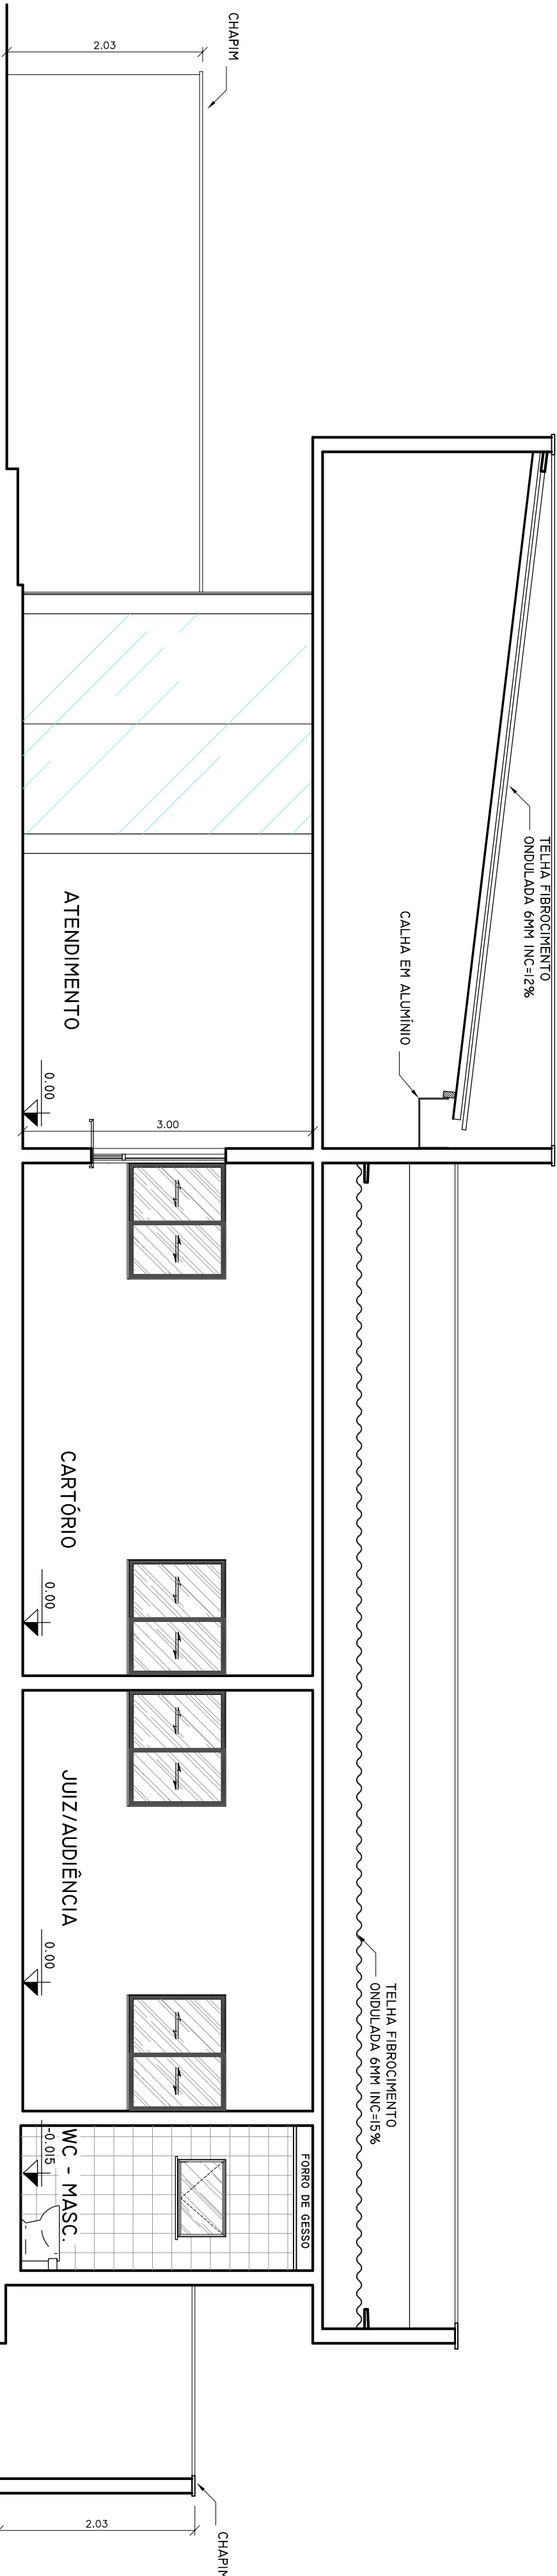 CHAPIM
2.03
TELHA FIBROCIMENTO
ONDULADA 6MM INC=12%
CALHA EM ALUMÍNIO
ATENDIMENTO
0.00
3.00
CARTÓRIO
0.00
JUIZ/AUDIÊNCIA
0.00
TELHA FIBROCIMENTO
ONDULADA 6MM INC=15%
FORRO DE GESSO
WC - MASC.
-0.015
CHAPIM
2.03